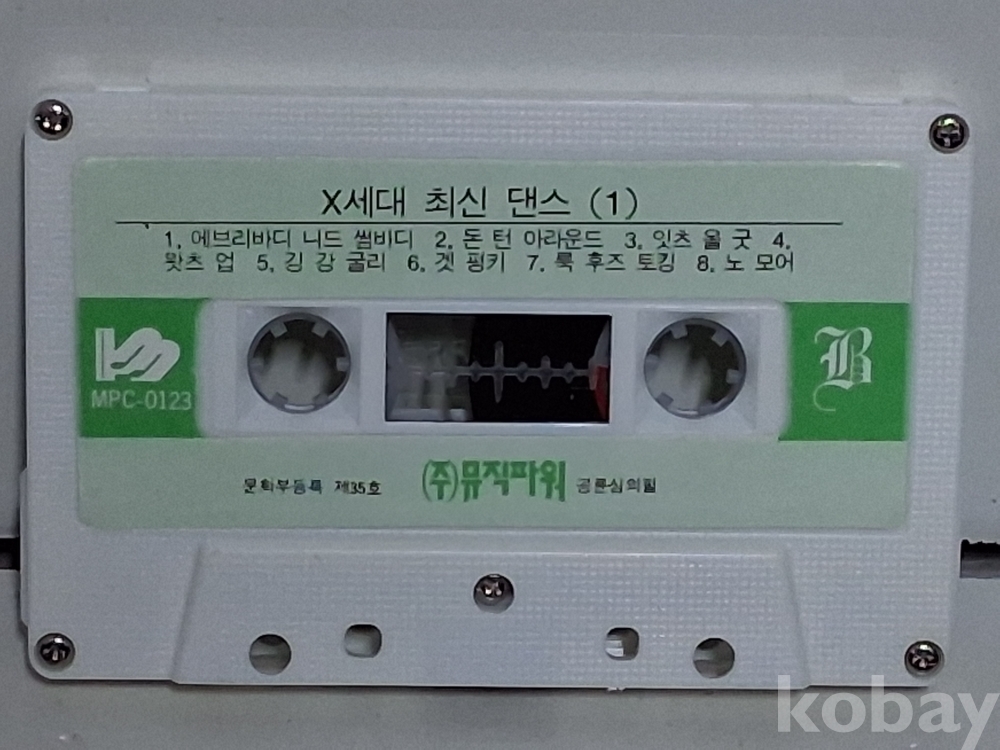 X세대 최신 댄스 (1)
1. 에브리바디 니드 썸바디 2. 돈 턴 아라운드 3. 잇츠 올 굿 4.
왓츠 업 5. 깅 강 굴리 6. 겟 펑키 7. 룩 후즈 토킹 8. 노 모어
MPC-0123
B
문화부등록 제35호 (주)뮤직파워 공륜심의필
kobay